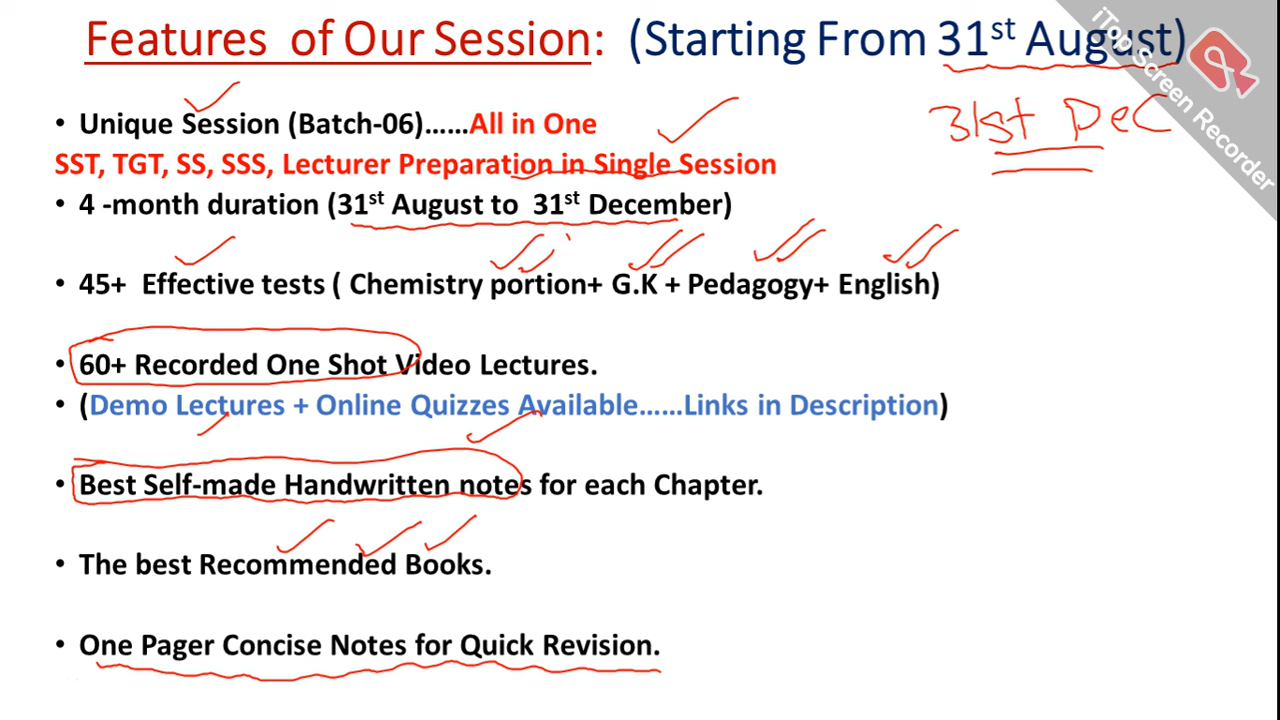 Features of Our Session: (Starting From 31st August)
31st Dec
• Unique Session (Batch-06)......All in One
SST, TGT, SS, SSS, Lecturer Preparation in Single Session
• 4 -month duration (31st August to 31st December)
• 45+ Effective tests ( Chemistry portion+ G.K + Pedagogy+ English)
• 60+ Recorded One Shot Video Lectures.
• (Demo Lectures + Online Quizzes Available......Links in Description)
• Best Self-made Handwritten notes for each Chapter.
• The best Recommended Books.
• One Pager Concise Notes for Quick Revision.
iTop Screen Recorder